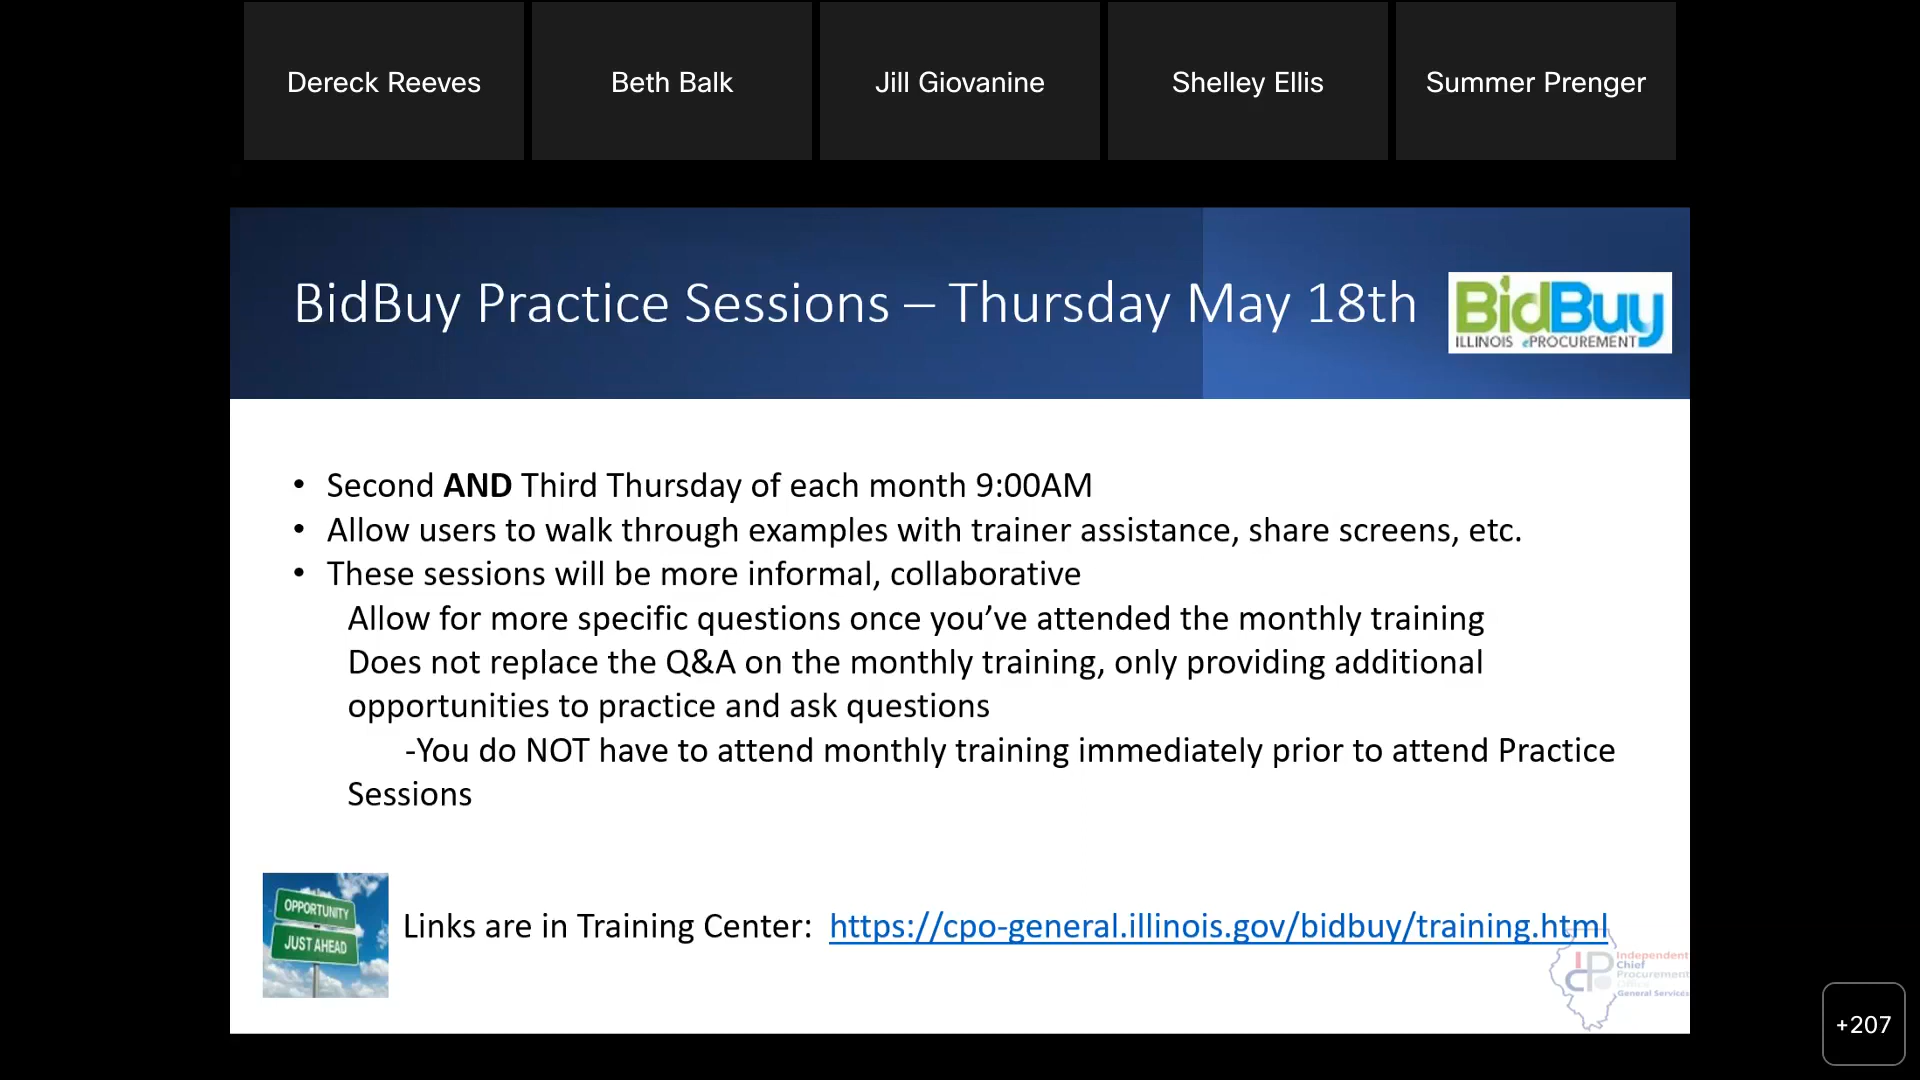 Dereck Reeves
Beth Balk
Jill Giovanine
Shelley Ellis
Summer Prenger
BidBuy Practice Sessions – Thursday May 18th
BidBuy
ILLINOIS ePROCUREMENT
• Second AND Third Thursday of each month 9:00AM
• Allow users to walk through examples with trainer assistance, share screens, etc.
• These sessions will be more informal, collaborative
Allow for more specific questions once you’ve attended the monthly training
Does not replace the Q&A on the monthly training, only providing additional
opportunities to practice and ask questions
-You do NOT have to attend monthly training immediately prior to attend Practice
Sessions
OPPORTUNITY
JUST AHEAD
Links are in Training Center: https://cpo-general.illinois.gov/bidbuy/training.html
Independent
Chief
Procurement
Office
General Services
+207